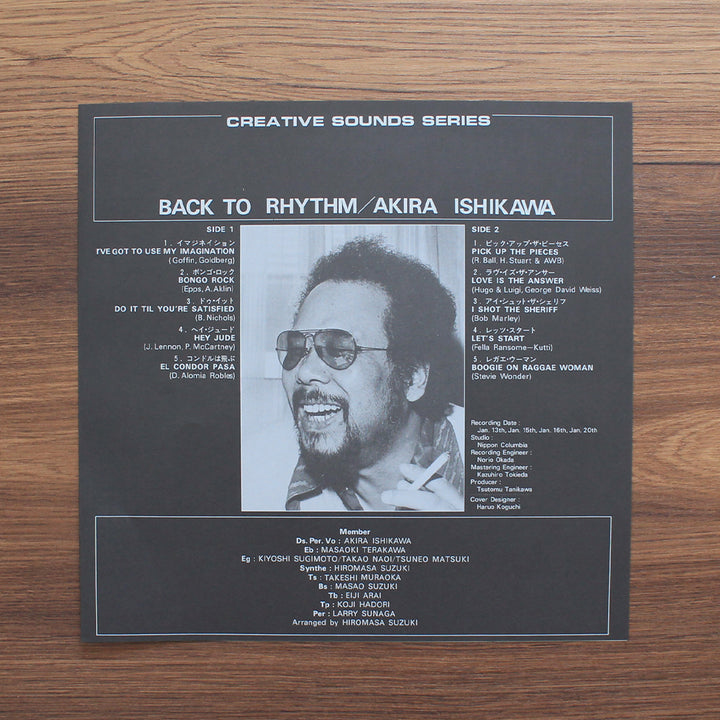 CREATIVE SOUNDS SERIES
BACK TO RHYTHM/AKIRA ISHIKAWA
SIDE 1
1. イマジネイション
I'VE GOT TO USE MY IMAGINATION
(Goffin, Goldberg)
2. ボンゴ・ロック
BONGO ROCK
(Epps, A. Aklin)
3. ドゥ・イット
DO IT TIL YOU'RE SATISFIED
(B. Nichols)
4. ヘイ・ジュード
HEY JUDE
(J. Lennon, P. McCartney)
5. コンドルは飛ぶ
EL CONDOR PASA
(D. Alomia Robles)
SIDE 2
1. ピック・アップ・ザ・ピーセス
PICK UP THE PIECES
(R. Ball, H. Stuart & AWB)
2. ラヴ・イズ・ザ・アンサー
LOVE IS THE ANSWER
(Hugo & Luigi, George David Weiss)
3. アイ・シュット・ザ・シェリフ
I SHOT THE SHERIFF
(Bob Marley)
4. レッツ・スタート
LET'S START
(Fella Ransome-Kutti)
5. レガエ・ウーマン
BOOGIE ON RAGGAE WOMAN
(Stevie Wonder)
Recording Date :
Jan. 13th, Jan. 15th, Jan. 16th, Jan. 20th
Studio :
Nippon Columbia
Recording Engineer :
Norio Okada
Mastering Engineer :
Kazuhiro Tokieda
Producer :
Tsutomu Tanikawa
Cover Designer :
Haruo Koguchi
Member
Ds. Per. Vo : AKIRA ISHIKAWA
Eb : MASAOKI TERAKAWA
Eg : KIYOSHI SUGIMOTO/TAKAO NAOI/TSUNEO MATSUKI
Synthe : HIROMASA SUZUKI
Ts : TAKESHI MURAOKA
Bs : MASAO SUZUKI
Tb : EIJI ARAI
Tp : KOJI HADORI
Per : LARRY SUNAGA
Arranged by HIROMASA SUZUKI